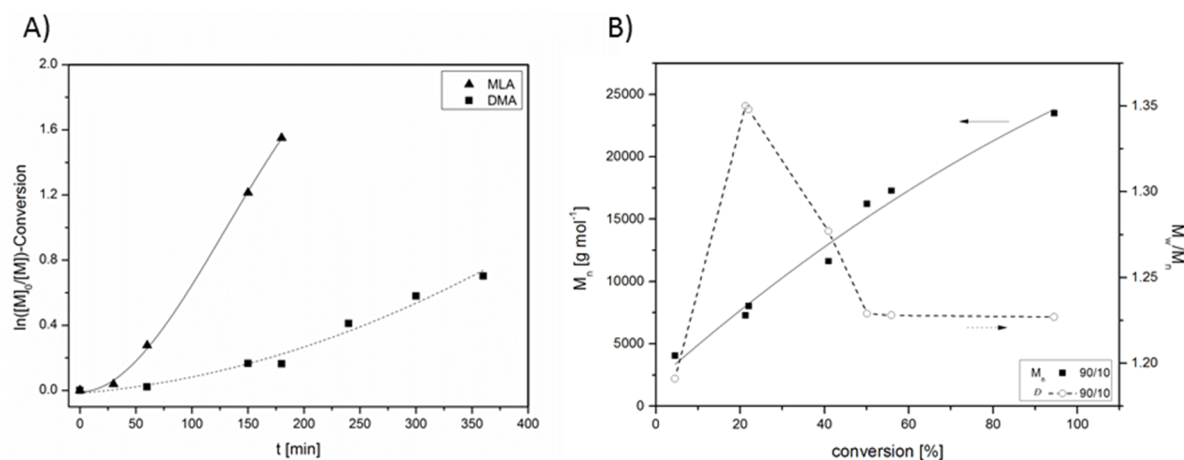 A)
B)
2.0
1.6
1.2
0.8
0.4
0.0
ln([M]₀/[M])-Conversion
0 50 100 150 200 250 300 350 400
t [min]
MLA
DMA
25000
20000
15000
10000
5000
0
Mₙ [g mol⁻¹]
0 20 40 60 80 100
conversion [%]
1.35
1.30
1.25
1.20
M_w/Mₙ
Mₙ 90/10
Đ 90/10